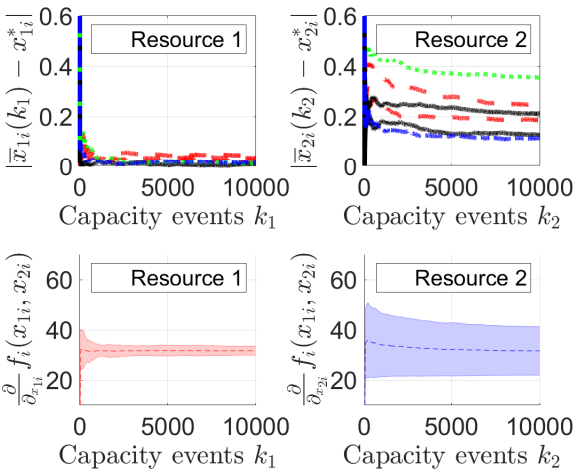 0.6
0.4
0.2
0
0
5000
10000
Resource 1
|x̅₁ᵢ(k₁) − x*₁ᵢ|
Capacity events k₁
0.6
0.4
0.2
0
0
5000
10000
Resource 2
|x̅₂ᵢ(k₂) − x*₂ᵢ|
Capacity events k₂
60
40
20
0
5000
10000
Resource 1
∂/∂ₓ₁ᵢ fᵢ(x₁ᵢ, x₂ᵢ)
Capacity events k₁
60
40
20
0
5000
10000
Resource 2
∂/∂ₓ₂ᵢ fᵢ(x₁ᵢ, x₂ᵢ)
Capacity events k₂